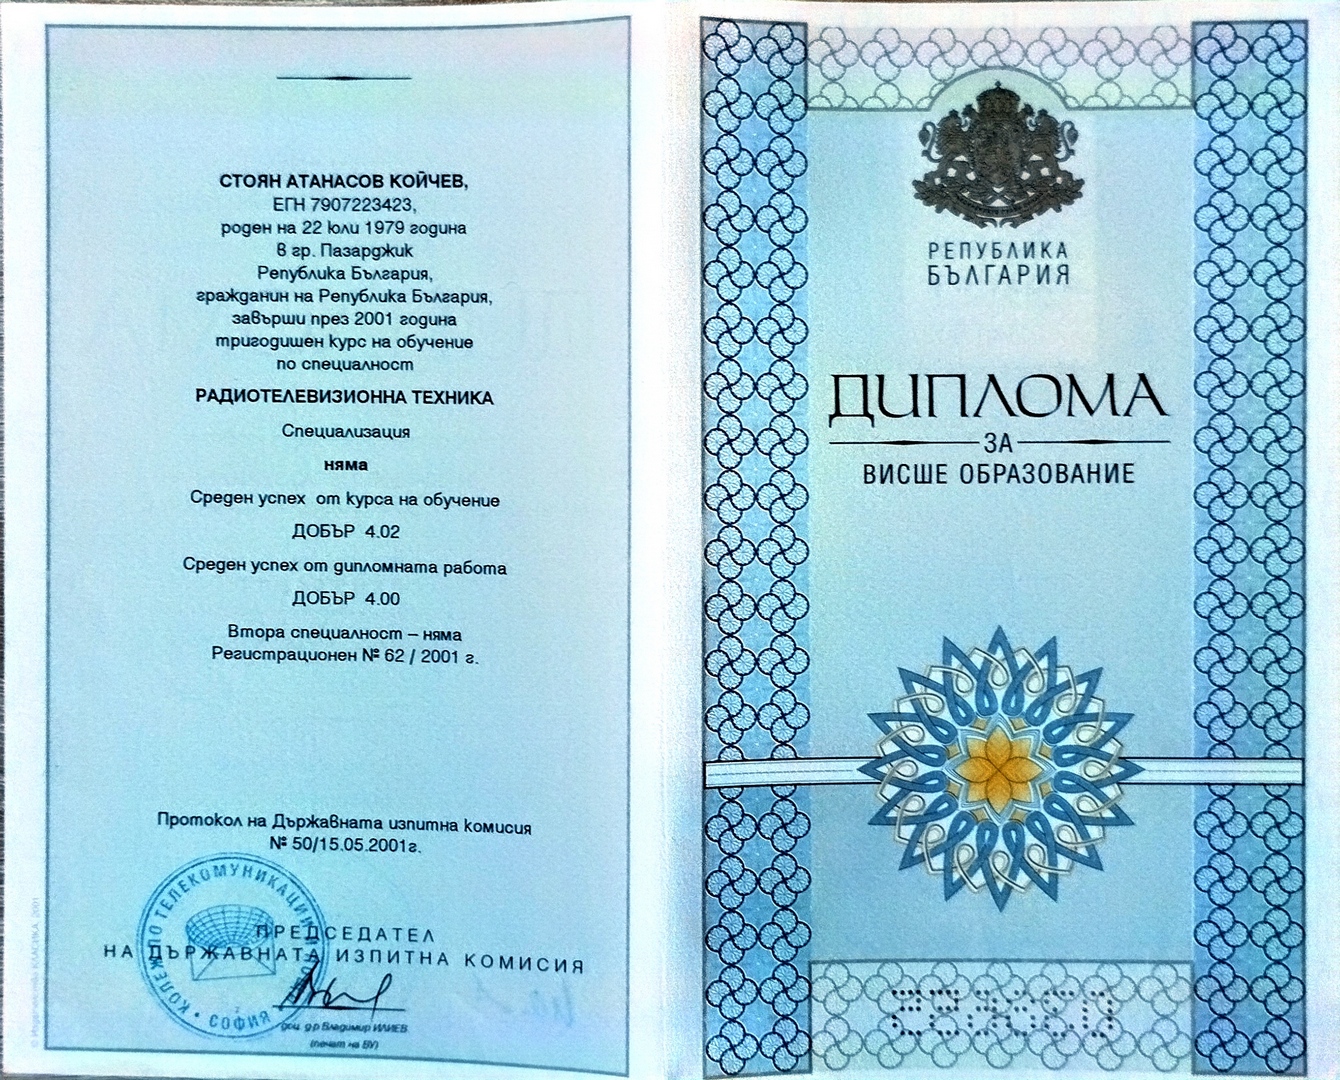 СТОЯН АТАНАСОВ КОЙЧЕВ,
ЕГН 7907223423,
роден на 22 юли 1979 година
в гр. Пазарджик
Република България,
гражданин на Република България,
завърши през 2001 година
тригодишен курс на обучение
по специалност
РАДИОТЕЛЕВИЗИОННА ТЕХНИКА
Специализация
няма
Среден успех от курса на обучение
ДОБЪР 4.02
Среден успех от дипломната работа
ДОБЪР 4.00
Втора специалност – няма
Регистрационен № 62 / 2001 г.
Протокол на Държавната изпитна комисия
№ 50/15.05.2001г.
ПРЕДСЕДАТЕЛ
НА ДЪРЖАВНАТА ИЗПИТНА КОМИСИЯ
доц. д-р Владимир ИЛИЕВ
(печат на ВУ)
КОЛЕЖ ПО ТЕЛЕКОМУНИКАЦИИ
СОФИЯ
КЛАСИКА, 2001
РЕПУБЛИКА
БЪЛГАРИЯ
ДИПЛОМА
ЗА
ВИСШЕ ОБРАЗОВАНИЕ